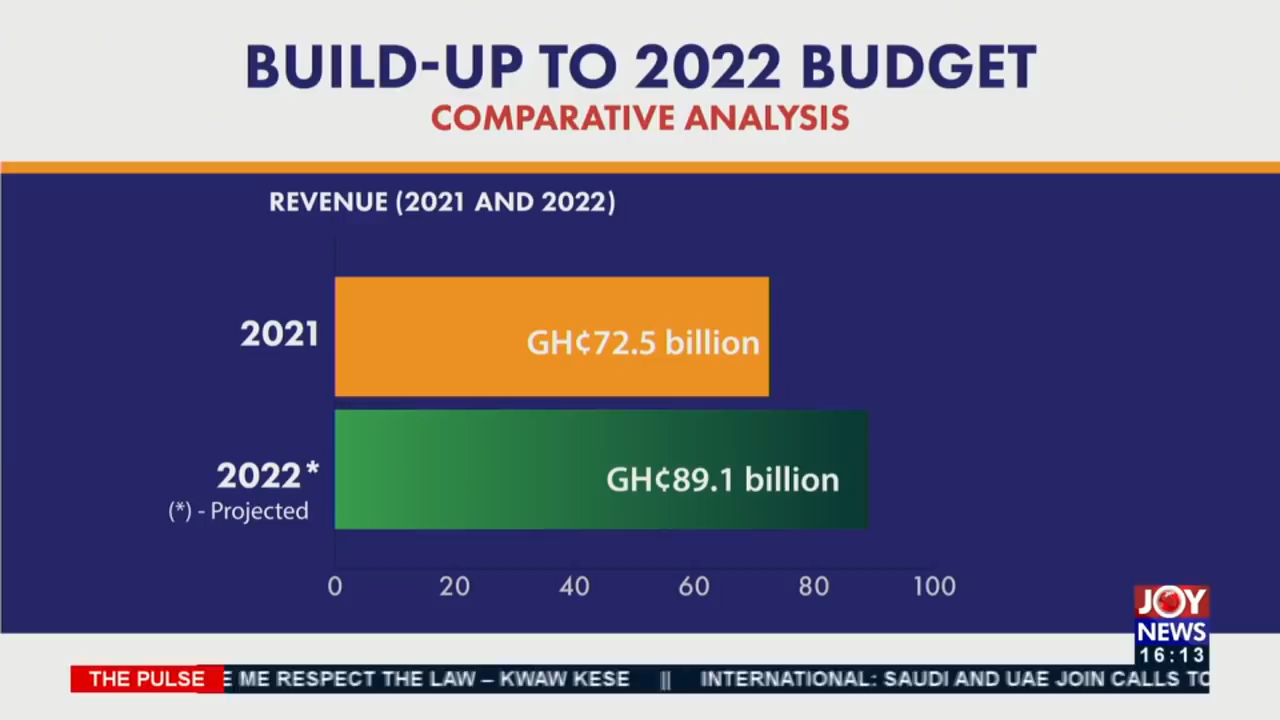 BUILD-UP TO 2022 BUDGET
COMPARATIVE ANALYSIS
REVENUE (2021 AND 2022)
2021
GH¢72.5 billion
2022*
(*) - Projected
GH¢89.1 billion
0 20 40 60 80 100
JOY
NEWS
16:13
THE PULSE ME RESPECT THE LAW – KWAW KESE || INTERNATIONAL: SAUDI AND UAE JOIN CALLS